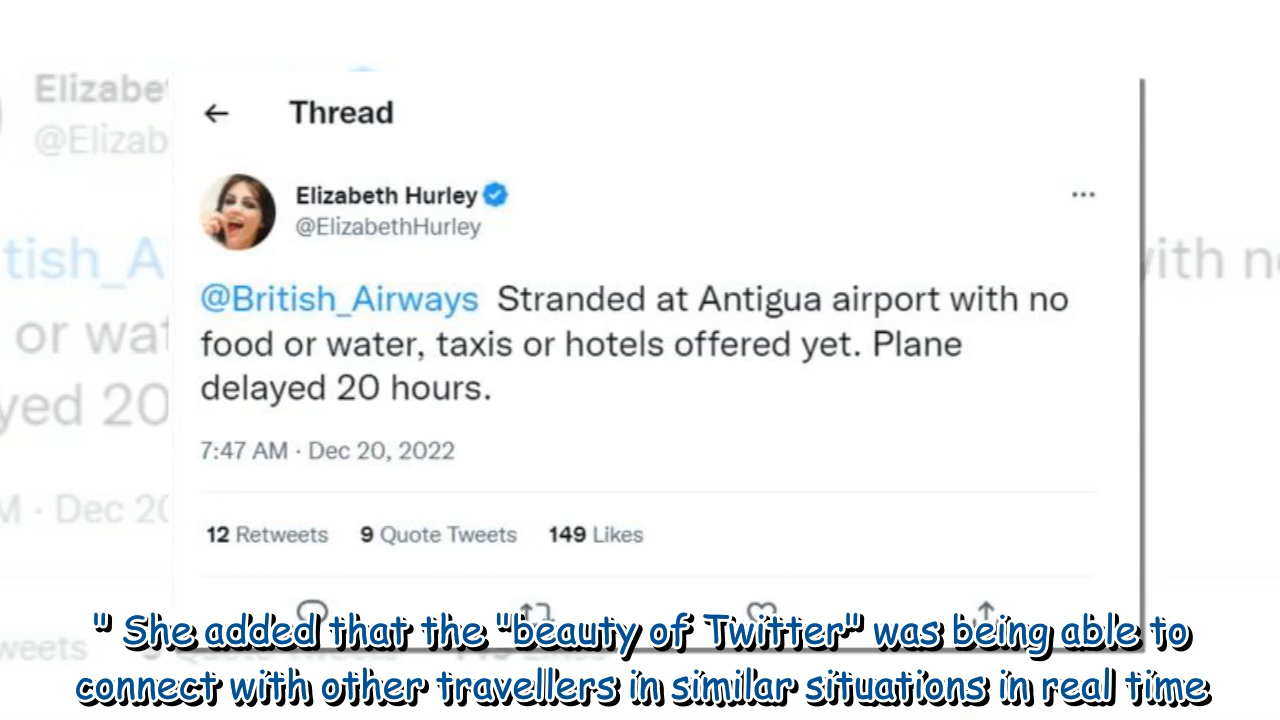 Thread
Elizabeth Hurley
@ElizabethHurley
@British_Airways Stranded at Antigua airport with no
food or water, taxis or hotels offered yet. Plane
delayed 20 hours.
7:47 AM · Dec 20, 2022
12 Retweets 9 Quote Tweets 149 Likes
" She added that the "beauty of Twitter" was being able to
connect with other travellers in similar situations in real time